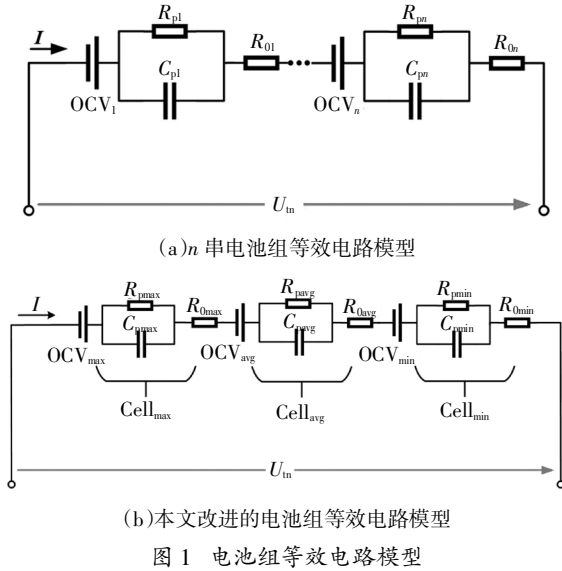 I
R_p1
R_01
R_pn
R_0n
C_p1
C_pn
OCV_1
OCV_n
U_tn
(a)n 串电池组等效电路模型
I
R_pmax
R_0max
R_pavg
R_0avg
R_pmin
R_0min
C_pmax
C_pavg
C_pmin
OCV_max
OCV_avg
OCV_min
Cell_max
Cell_avg
Cell_min
U_tn
(b)本文改进的电池组等效电路模型
图 1 电池组等效电路模型